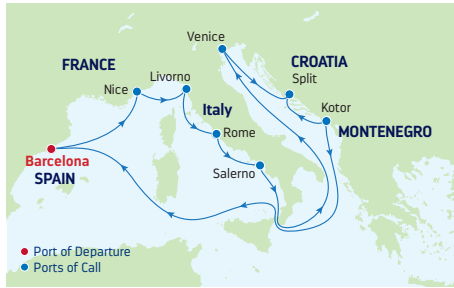 Venice
FRANCE
CROATIA
Livorno
Split
Nice
Italy
Kotor
Rome
MONTENEGRO
Barcelona
SPAIN
Salerno
Port of Departure
Ports of Call